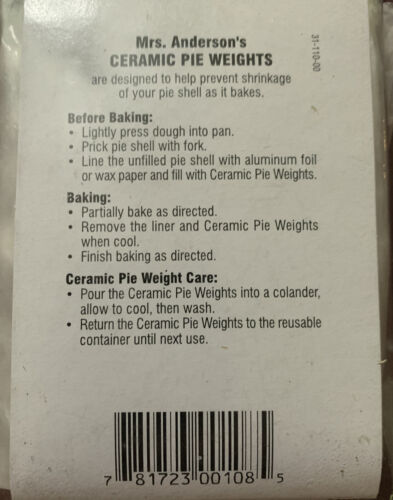 Mrs. Anderson's
CERAMIC PIE WEIGHTS
are designed to help prevent shrinkage
of your pie shell as it bakes.
31-110-00
Before Baking:
• Lightly press dough into pan.
• Prick pie shell with fork.
• Line the unfilled pie shell with aluminum foil
or wax paper and fill with Ceramic Pie Weights.
Baking:
• Partially bake as directed.
• Remove the liner and Ceramic Pie Weights
when cool.
• Finish baking as directed.
Ceramic Pie Weight Care:
• Pour the Ceramic Pie Weights into a colander,
allow to cool, then wash.
• Return the Ceramic Pie Weights to the reusable
container until next use.
7 81723 00108 5